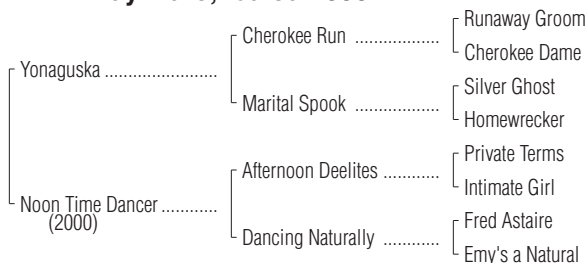 Runaway Groom
Cherokee Run ...................
Cherokee Dame
Yonaguska .........................
Silver Ghost
Marital Spook ...................
Homewrecker
Private Terms
Afternoon Deelites ............
Intimate Girl
Noon Time Dancer ............
(2000)
Fred Astaire
Dancing Naturally ............
Emy's a Natural